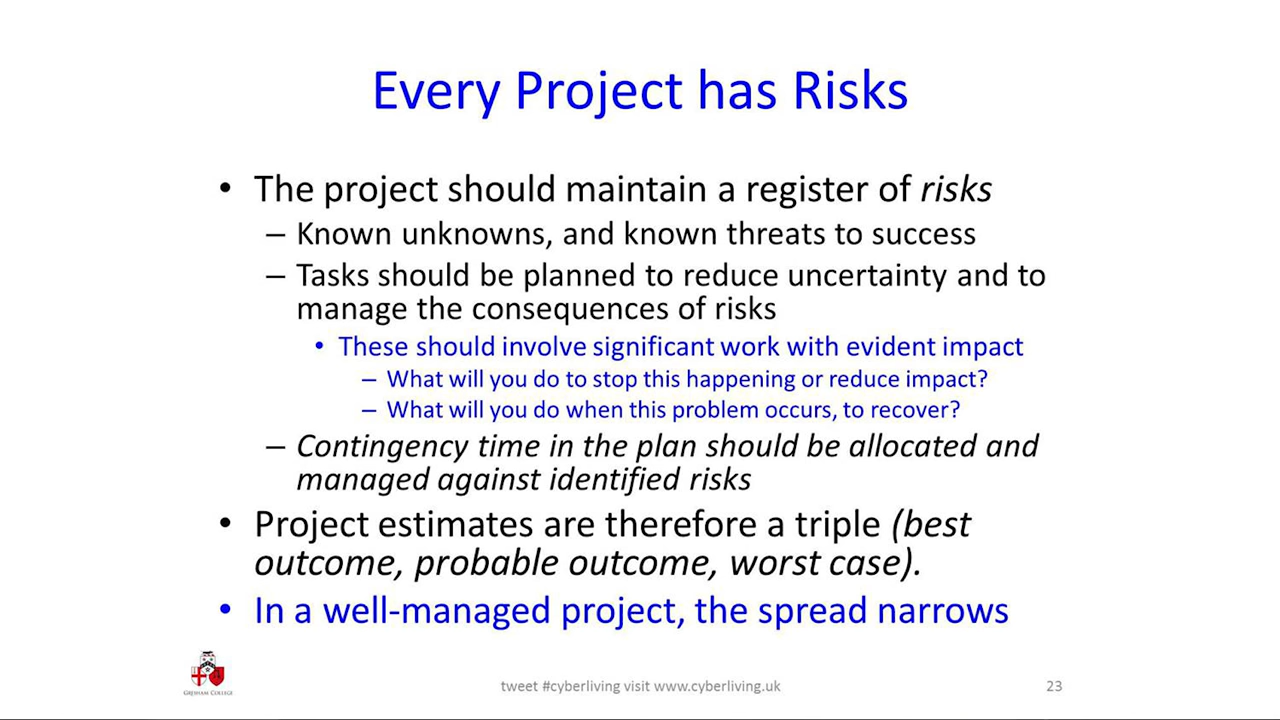 Every Project has Risks
• The project should maintain a register of risks
– Known unknowns, and known threats to success
– Tasks should be planned to reduce uncertainty and to
manage the consequences of risks
• These should involve significant work with evident impact
– What will you do to stop this happening or reduce impact?
– What will you do when this problem occurs, to recover?
– Contingency time in the plan should be allocated and
managed against identified risks
• Project estimates are therefore a triple (best
outcome, probable outcome, worst case).
• In a well-managed project, the spread narrows
GRESHAM COLLEGE
tweet #cyberliving visit www.cyberliving.uk
23